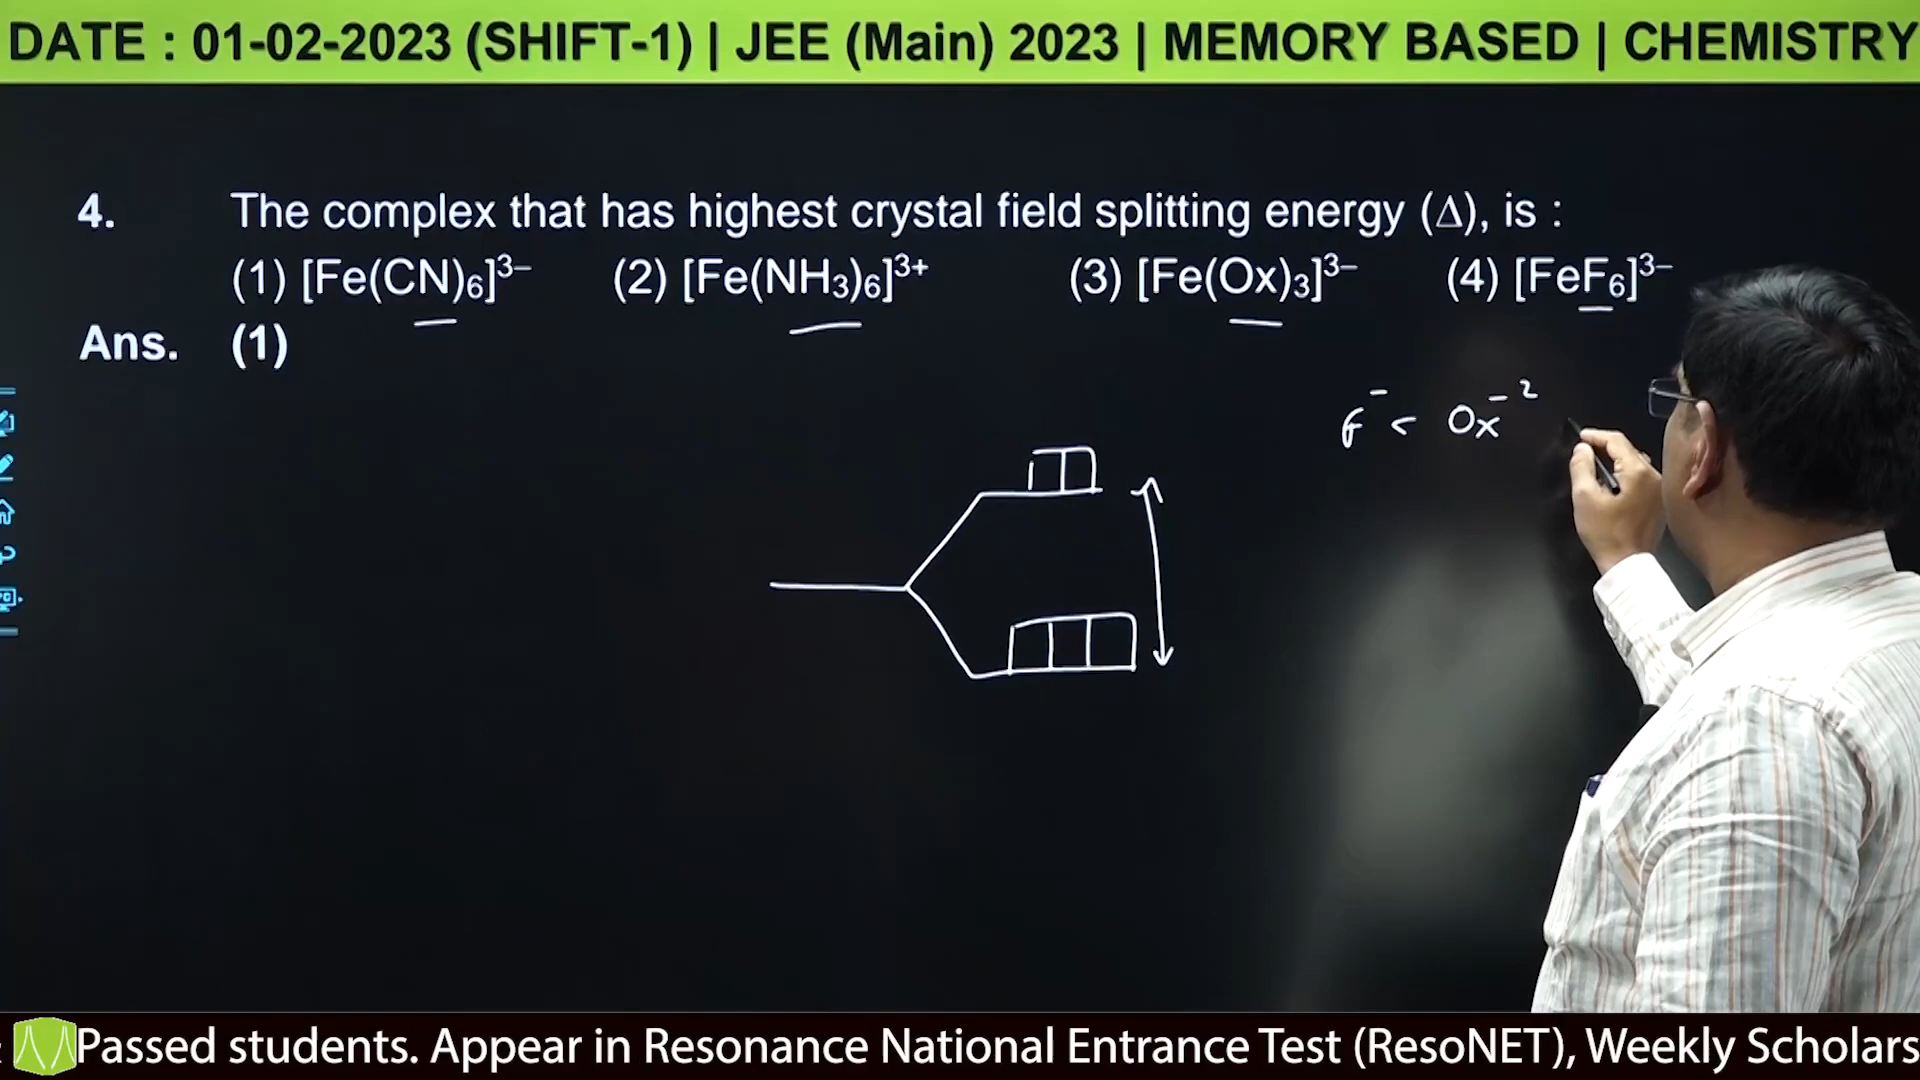 DATE : 01-02-2023 (SHIFT-1) | JEE (Main) 2023 | MEMORY BASED | CHEMISTRY
4. The complex that has highest crystal field splitting energy (Δ), is :
(1) [Fe(CN)₆]³⁻ (2) [Fe(NH₃)₆]³⁺ (3) [Fe(Ox)₃]³⁻ (4) [FeF₆]³⁻
Ans. (1)
F⁻ < Ox⁻²
Passed students. Appear in Resonance National Entrance Test (ResoNET), Weekly Scholars